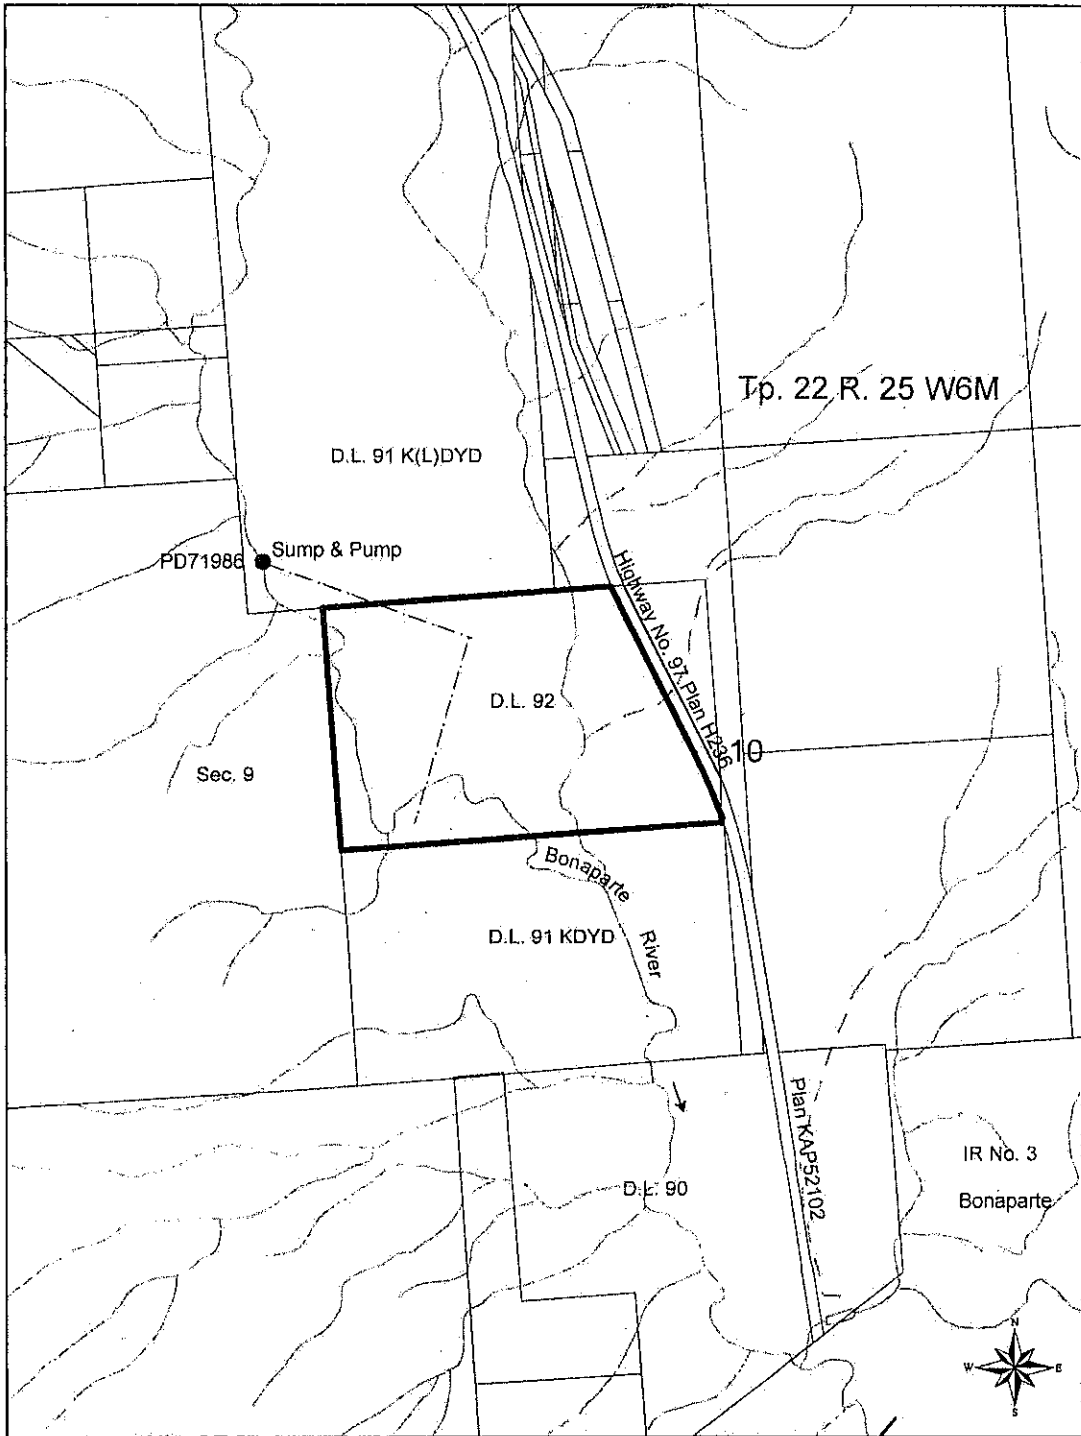 Tp. 22 R. 25 W6M
D.L. 91 K(L)DYD
PD71986
Sump & Pump
Highway No. 97, Plan H236
D.L. 92
10
Sec. 9
Bonaparte
River
D.L. 91 KDYD
Plan KAP52102
IR No. 3
Bonaparte
D.L. 90
N
W
E
S